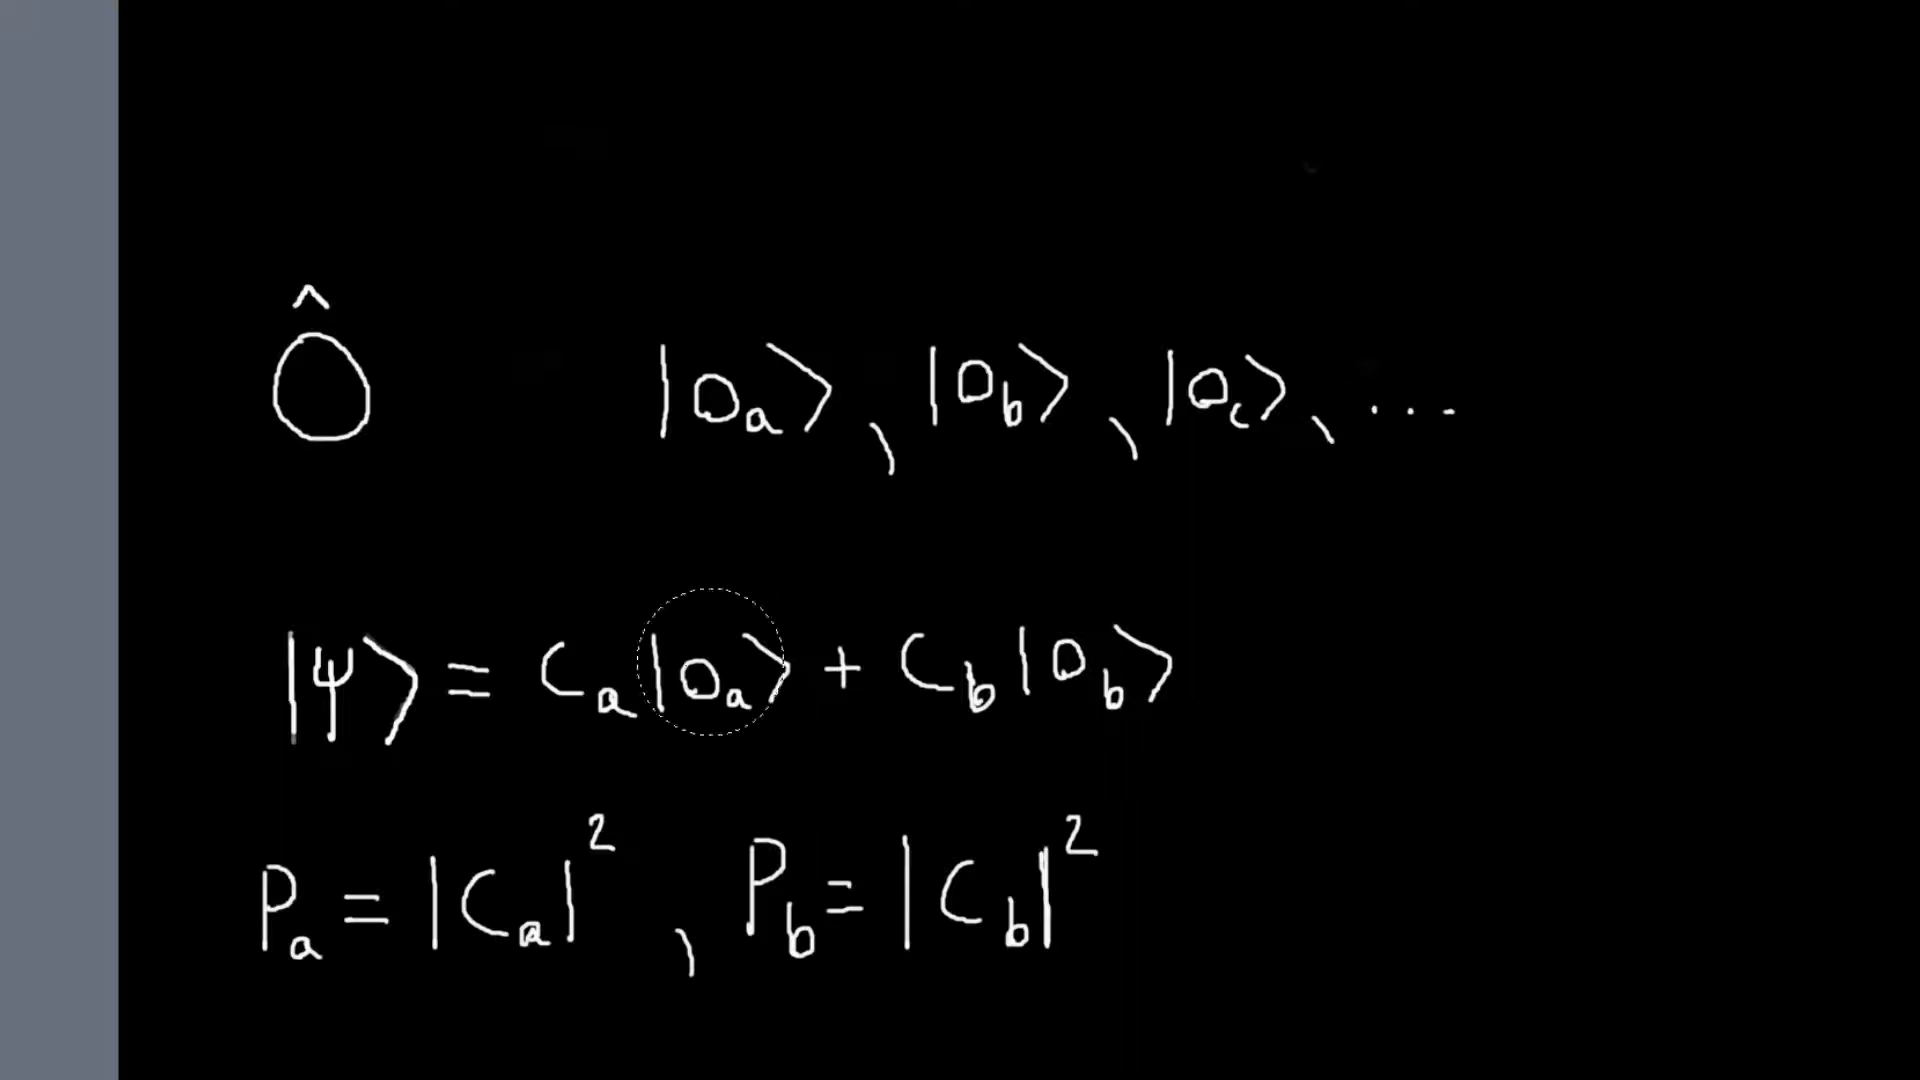 Ô |O_a⟩, |O_b⟩, |O_c⟩, ...
|ψ⟩ = C_a|O_a⟩ + C_b|O_b⟩
P_a = |C_a|², P_b = |C_b|²